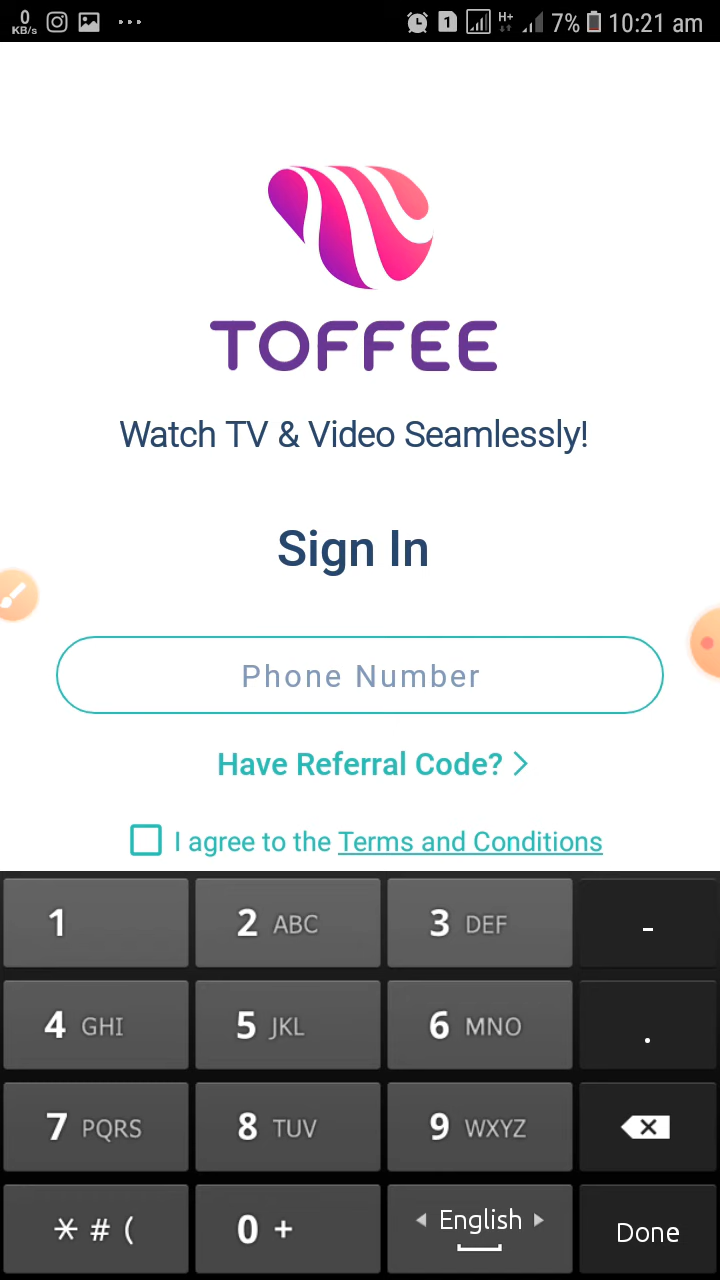 0 KB/s 1 H+ 7% 10:21 am
TOFFEE
Watch TV & Video Seamlessly!
Sign In
Phone Number
Have Referral Code? >
I agree to the Terms and Conditions
1 2 ABC 3 DEF -
4 GHI 5 JKL 6 MNO .
7 PQRS 8 TUV 9 WXYZ
* # ( 0 + English Done